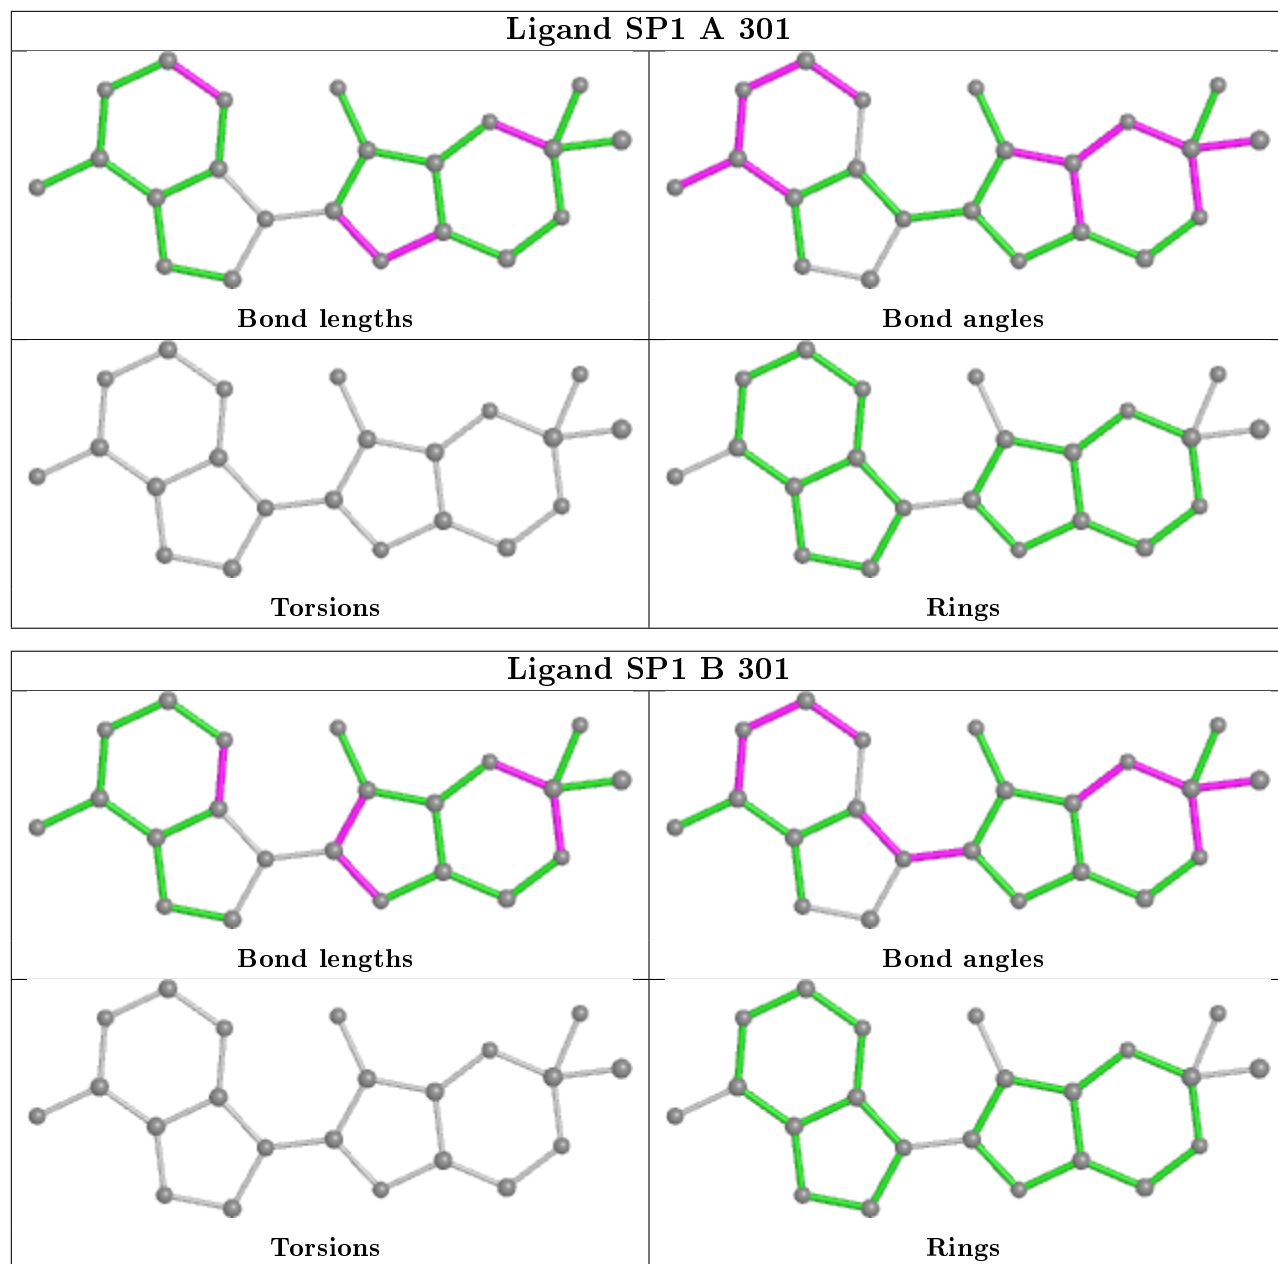 Ligand SP1 A 301
Bond lengths
Bond angles
Torsions
Rings
Ligand SP1 B 301
Bond lengths
Bond angles
Torsions
Rings